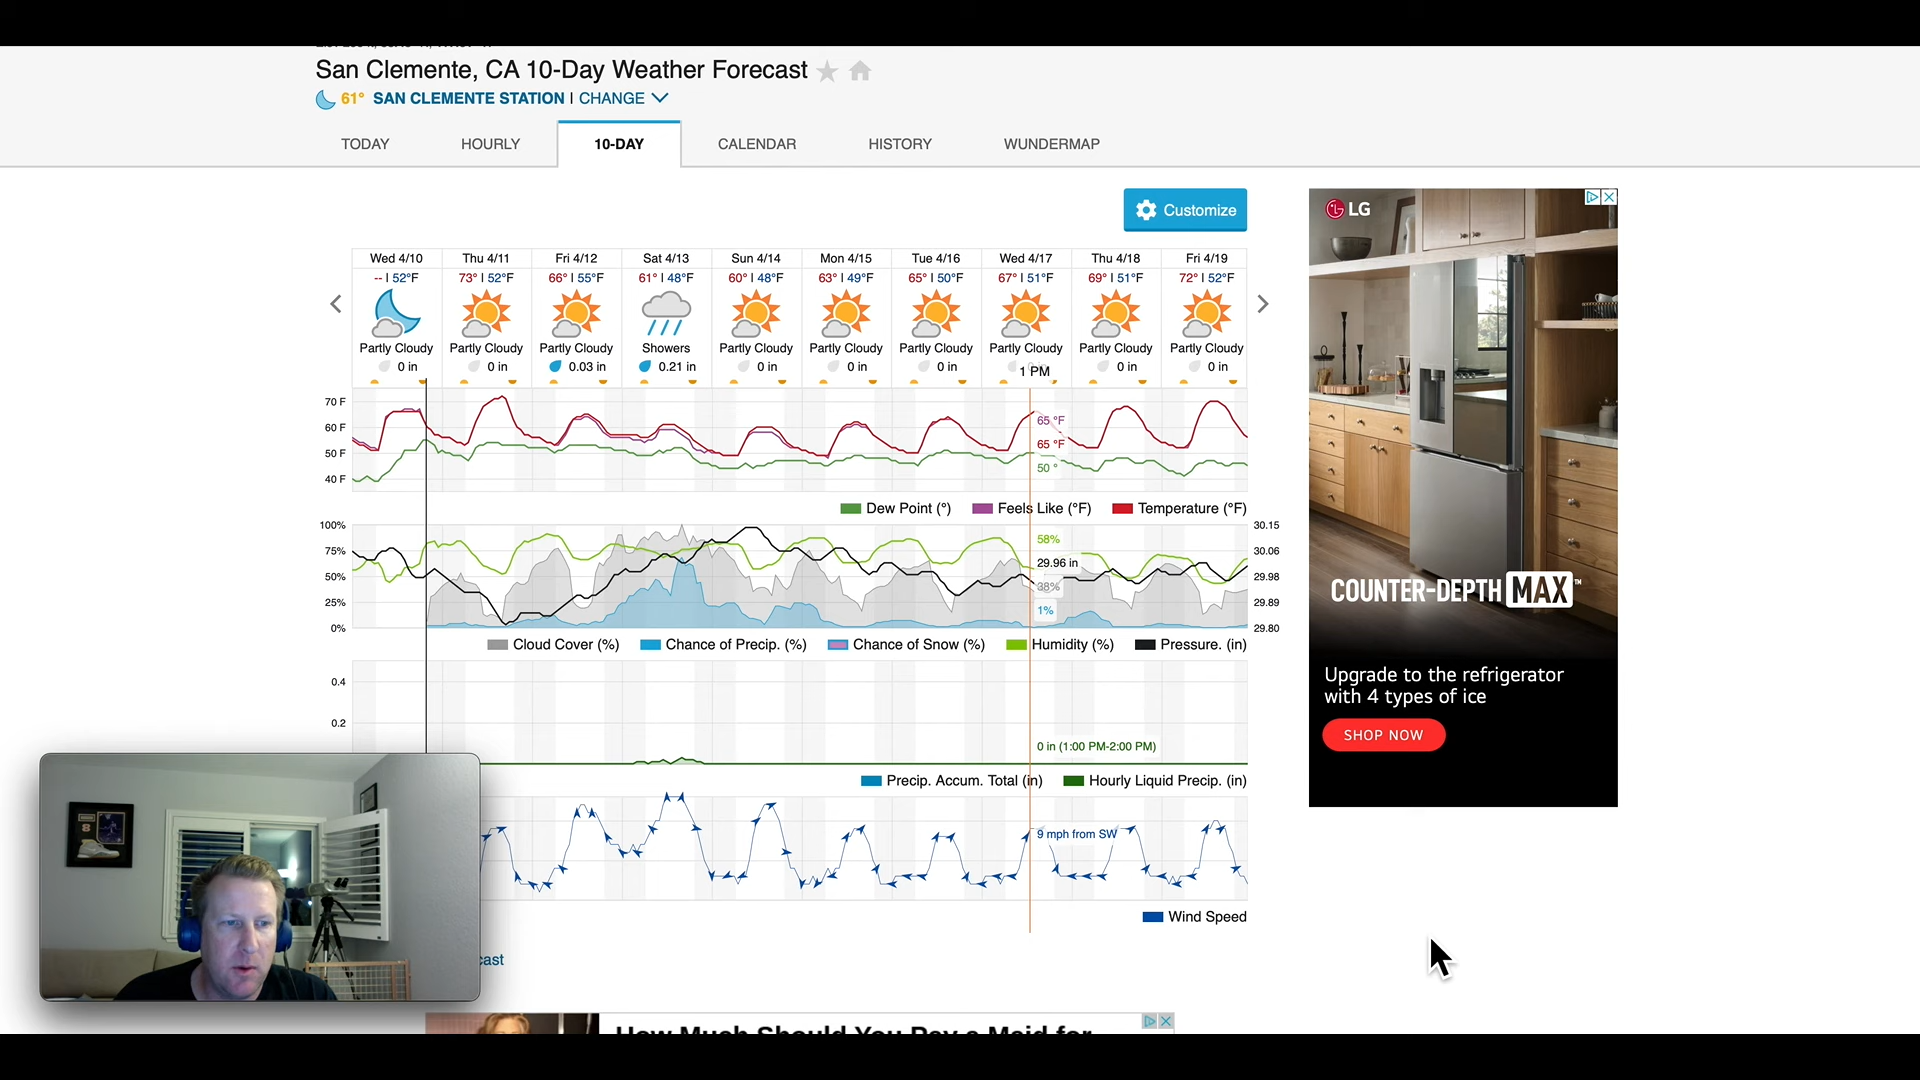 San Clemente, CA 10-Day Weather Forecast
61° SAN CLEMENTE STATION | CHANGE
TODAY HOURLY 10-DAY CALENDAR HISTORY WUNDERMAP
Customize
Wed 4/10 Thu 4/11 Fri 4/12 Sat 4/13 Sun 4/14 Mon 4/15 Tue 4/16 Wed 4/17 Thu 4/18 Fri 4/19
-- | 52°F 73° | 52°F 66° | 55°F 61° | 48°F 60° | 48°F 63° | 49°F 65° | 50°F 67° | 51°F 69° | 51°F 72° | 52°F
Partly Cloudy Partly Cloudy Partly Cloudy Showers Partly Cloudy Partly Cloudy Partly Cloudy Partly Cloudy Partly Cloudy Partly Cloudy
0 in 0 in 0.03 in 0.21 in 0 in 0 in 0 in 0 in 0 in
1 PM
70 F
60 F
50 F
40 F
65 °F
65 °F
50 °
Dew Point (°) Feels Like (°F) Temperature (°F)
100%
75%
50%
25%
0%
58%
29.96 in
38%
1%
30.15
30.06
29.98
29.89
29.80
Cloud Cover (%) Chance of Precip. (%) Chance of Snow (%) Humidity (%) Pressure. (in)
0.4
0.2
0 in (1:00 PM-2:00 PM)
Precip. Accum. Total (in) Hourly Liquid Precip. (in)
9 mph from SW
Wind Speed
cast
LG
COUNTER-DEPTH MAX™
Upgrade to the refrigerator
with 4 types of ice
SHOP NOW
How Much Should You Pay a Maid for